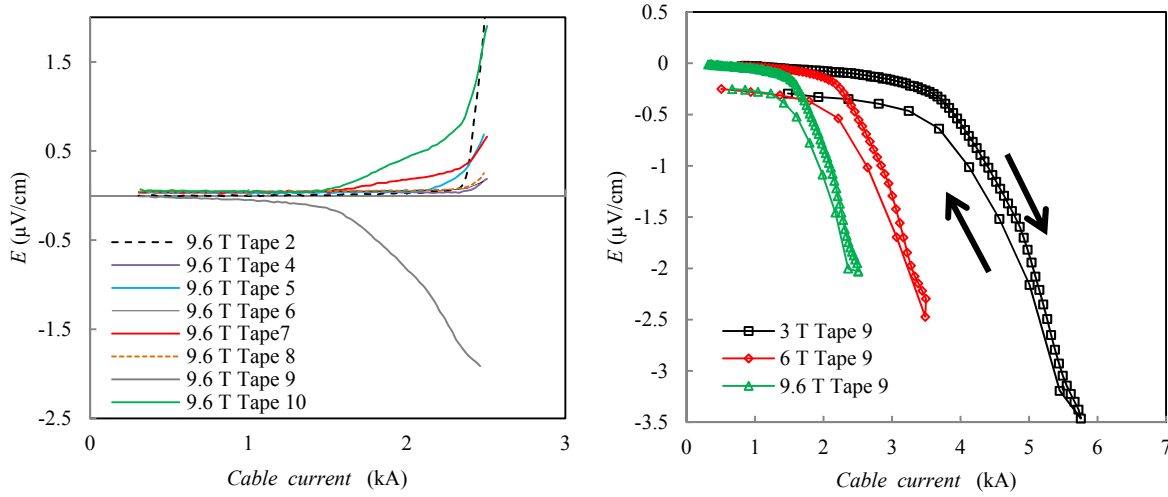 1.5
0.5
-0.5
-1.5
-2.5
E (μV/cm)
9.6 T Tape 2
9.6 T Tape 4
9.6 T Tape 5
9.6 T Tape 6
9.6 T Tape7
9.6 T Tape 8
9.6 T Tape 9
9.6 T Tape 10
0 1 2 3
Cable current (kA)
0.5
0
-0.5
-1
-1.5
-2
-2.5
-3
-3.5
E (μV/cm)
3 T Tape 9
6 T Tape 9
9.6 T Tape 9
0 1 2 3 4 5 6 7
Cable current (kA)